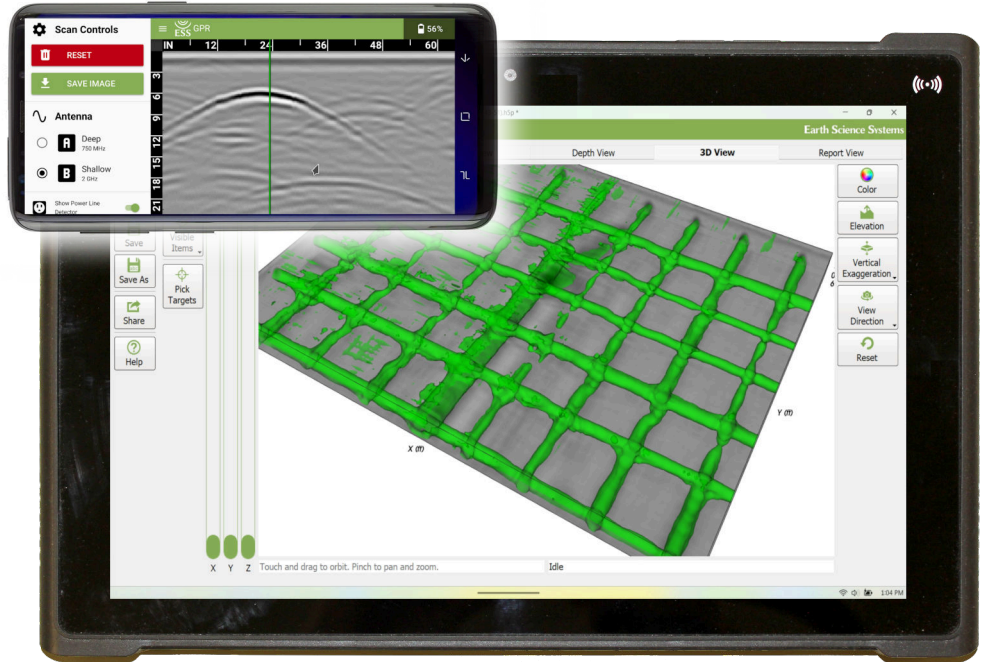 Scan Controls
RESET
SAVE IMAGE
Antenna
A
Deep
750 MHz
B
Shallow
2 GHz
Show Power Line
Detector
ESS GPR
56%
IN 12 24 36 48 60
3
6
9
12
15
18
21
Earth Science Systems
Depth View
3D View
Report View
Save
Save As
Share
Help
Visible
Items
Pick
Targets
Color
Elevation
Vertical
Exaggeration
View
Direction
Reset
0
6
Y (ft)
X (ft)
X Y Z
Touch and drag to orbit. Pinch to pan and zoom.
Idle
1:04 PM